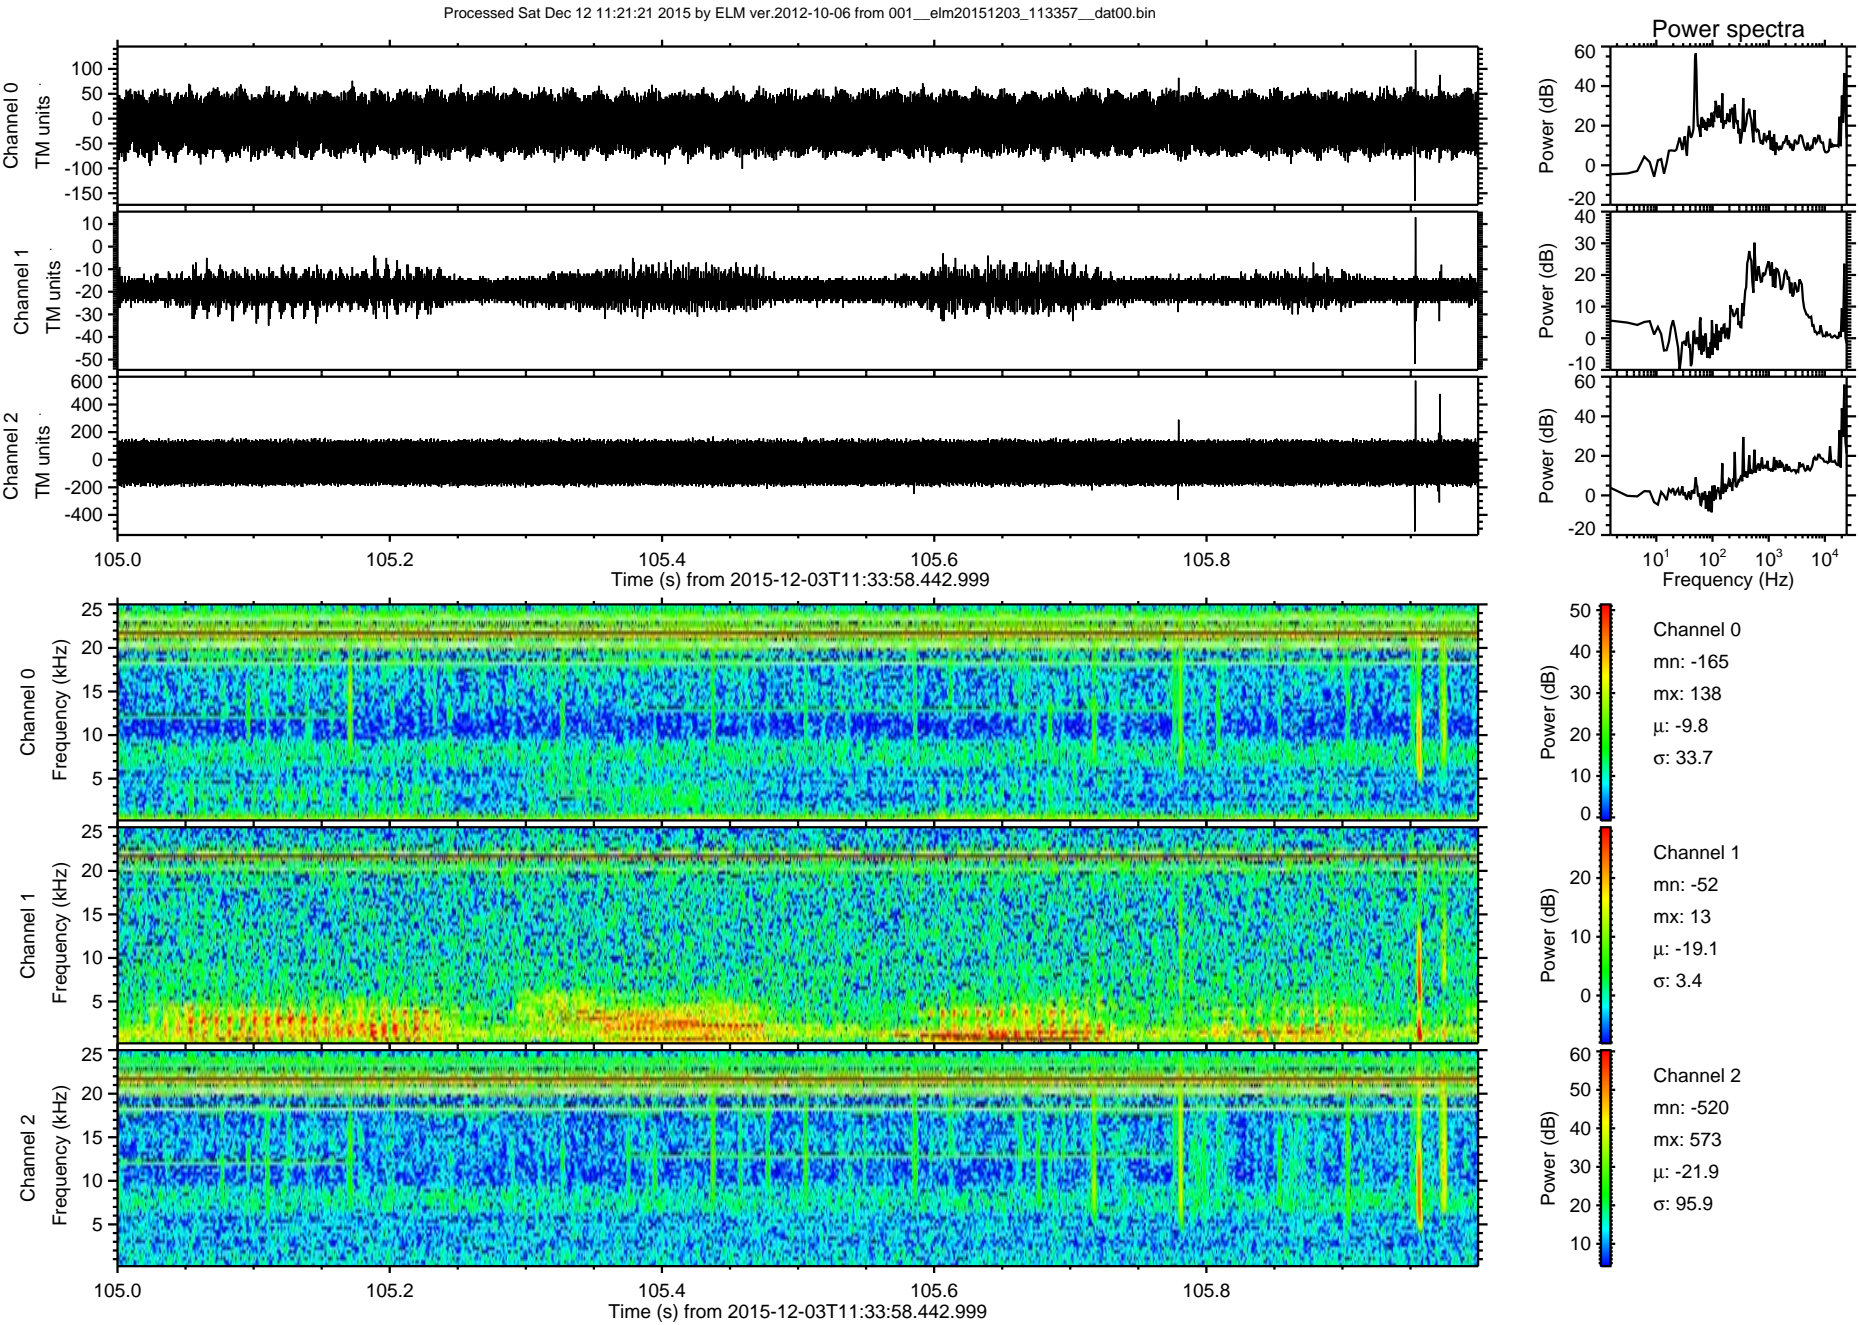 Processed Sat Dec 12 11:21:21 2015 by ELM ver.2012-10-06 from 001__elm20151203_113357__dat00.bin
Power spectra
Channel 0
TM units
100
50
0
-50
-100
-150
Power (dB)
60
40
20
0
-20
Channel 1
TM units
10
0
-10
-20
-30
-40
-50
Power (dB)
40
30
20
10
0
-10
Channel 2
TM units
600
400
200
0
-200
-400
Power (dB)
60
40
20
0
-20
105.0 105.2 105.4 105.6 105.8
Time (s) from 2015-12-03T11:33:58.442.999
10¹ 10² 10³ 10⁴
Frequency (Hz)
Channel 0
Frequency (kHz)
25
20
15
10
5
Power (dB)
50
40
30
20
10
0
Channel 0
mn: -165
mx: 138
μ: -9.8
σ: 33.7
Channel 1
Frequency (kHz)
25
20
15
10
5
Power (dB)
20
10
0
Channel 1
mn: -52
mx: 13
μ: -19.1
σ: 3.4
Channel 2
Frequency (kHz)
25
20
15
10
5
Power (dB)
60
50
40
30
20
10
Channel 2
mn: -520
mx: 573
μ: -21.9
σ: 95.9
105.0 105.2 105.4 105.6 105.8
Time (s) from 2015-12-03T11:33:58.442.999